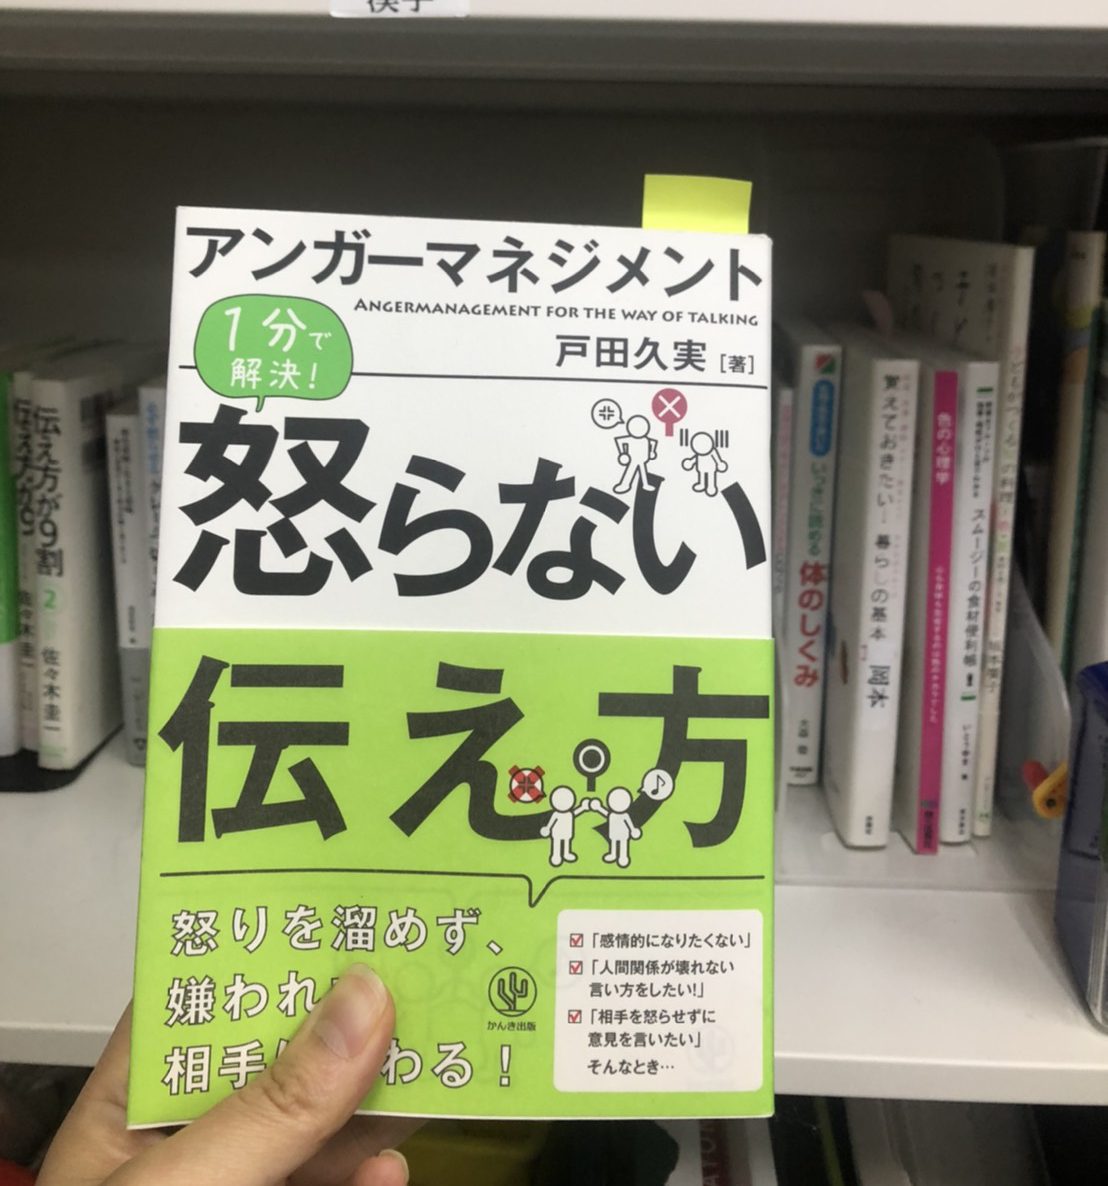 アンガーマネジメント
ANGERMANAGEMENT FOR THE WAY OF TALKING
1分で
解決!
戸田久実[著]
怒らない
伝え方
怒りを溜めず、
嫌われ
相手 わる!
かんき出版
「感情的になりたくない」
「人間関係が壊れない
言い方をしたい!」
「相手を怒らせずに
意見を言いたい」
そんなとき…
伝え方が9割 2 佐々木圭一
いっきに読める 体のしくみ
覚えておきたい! 暮らしの基本
色の心理学
スムージーの食材便利帳